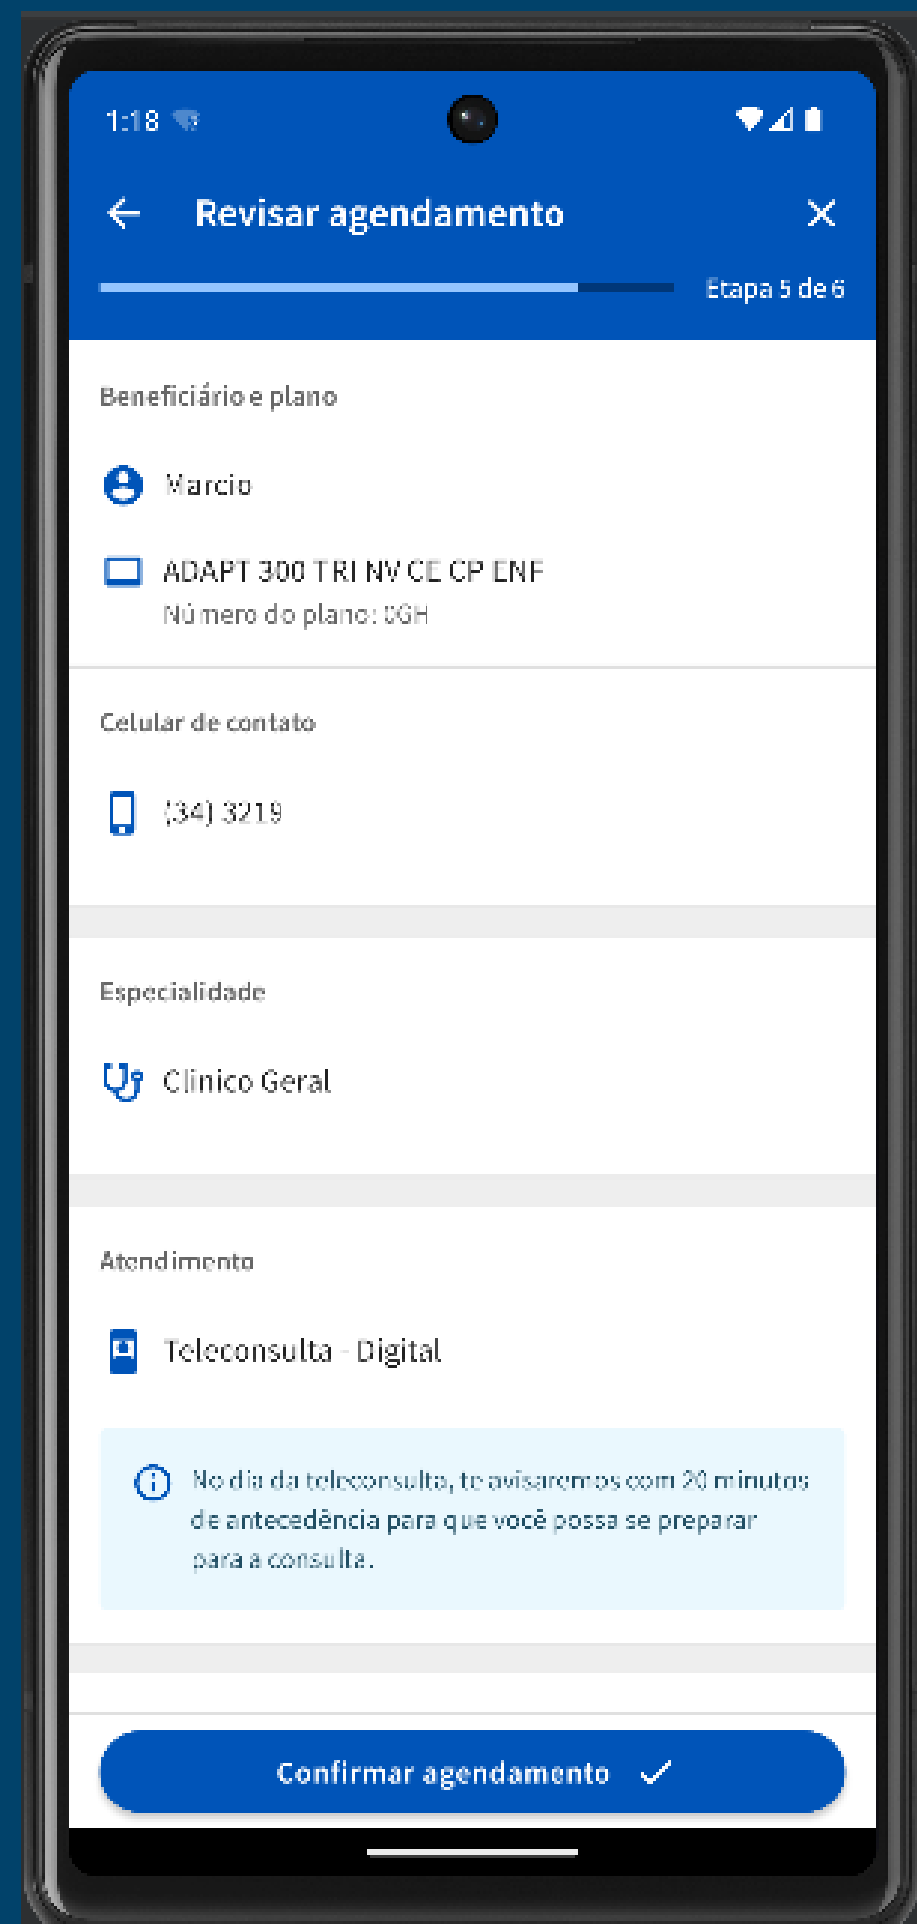 1:18
Revisar agendamento
Etapa 5 de 6
Beneficiário e plano
Marcio
ADAPT 300 TRI NV CE CP ENF
Número do plano: 0GH
Celular de contato
(34) 3219
Especialidade
Clinico Geral
Atendimento
Teleconsulta - Digital
No dia da teleconsulta, te avisaremos com 20 minutos
de antecedência para que você possa se preparar
para a consulta.
Confirmar agendamento